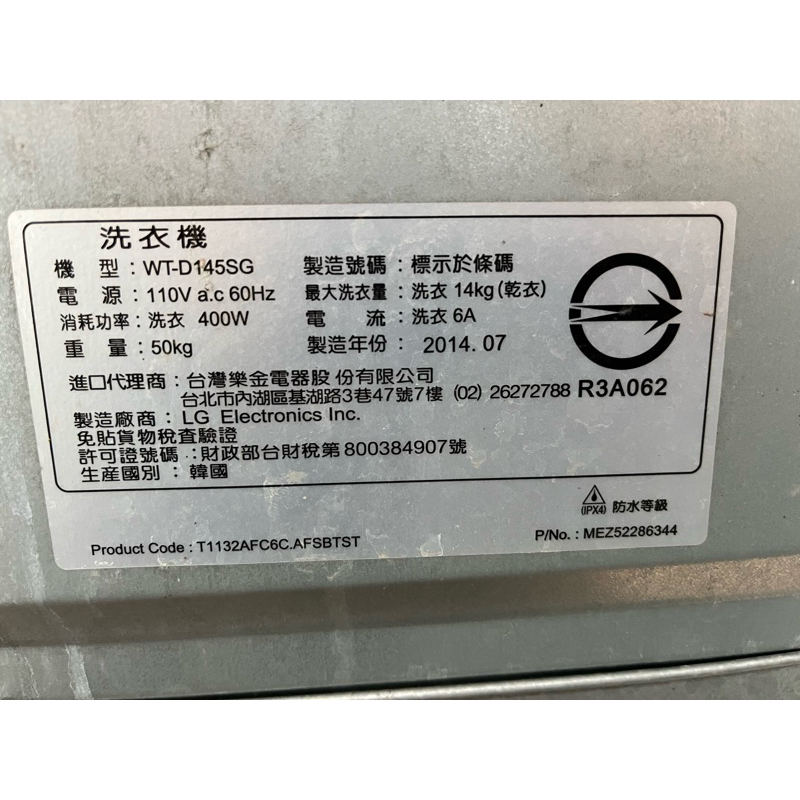 洗衣機
機 型：WT-D145SG 製造號碼：標示於條碼
電 源：110V a.c 60Hz 最大洗衣量：洗衣 14kg (乾衣)
消耗功率：洗衣 400W 電 流：洗衣 6A
重 量：50kg 製造年份：2014.07
進口代理商：台灣樂金電器股份有限公司
台北市內湖區基湖路3巷47號7樓 (02) 26272788 R3A062
製造廠商：LG Electronics Inc.
免貼貨物稅查驗證
許可證號碼：財政部台財稅第800384907號
生産國別：韓國
(IPX4) 防水等級
Product Code : T1132AFC6C.AFSBTST P/No. : MEZ52286344